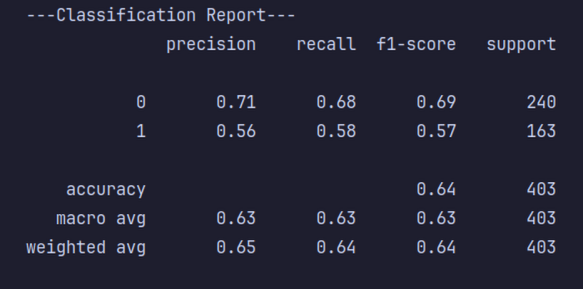 ---Classification Report---
precision recall f1-score support
0 0.71 0.68 0.69 240
1 0.56 0.58 0.57 163
accuracy 0.64 403
macro avg 0.63 0.63 0.63 403
weighted avg 0.65 0.64 0.64 403